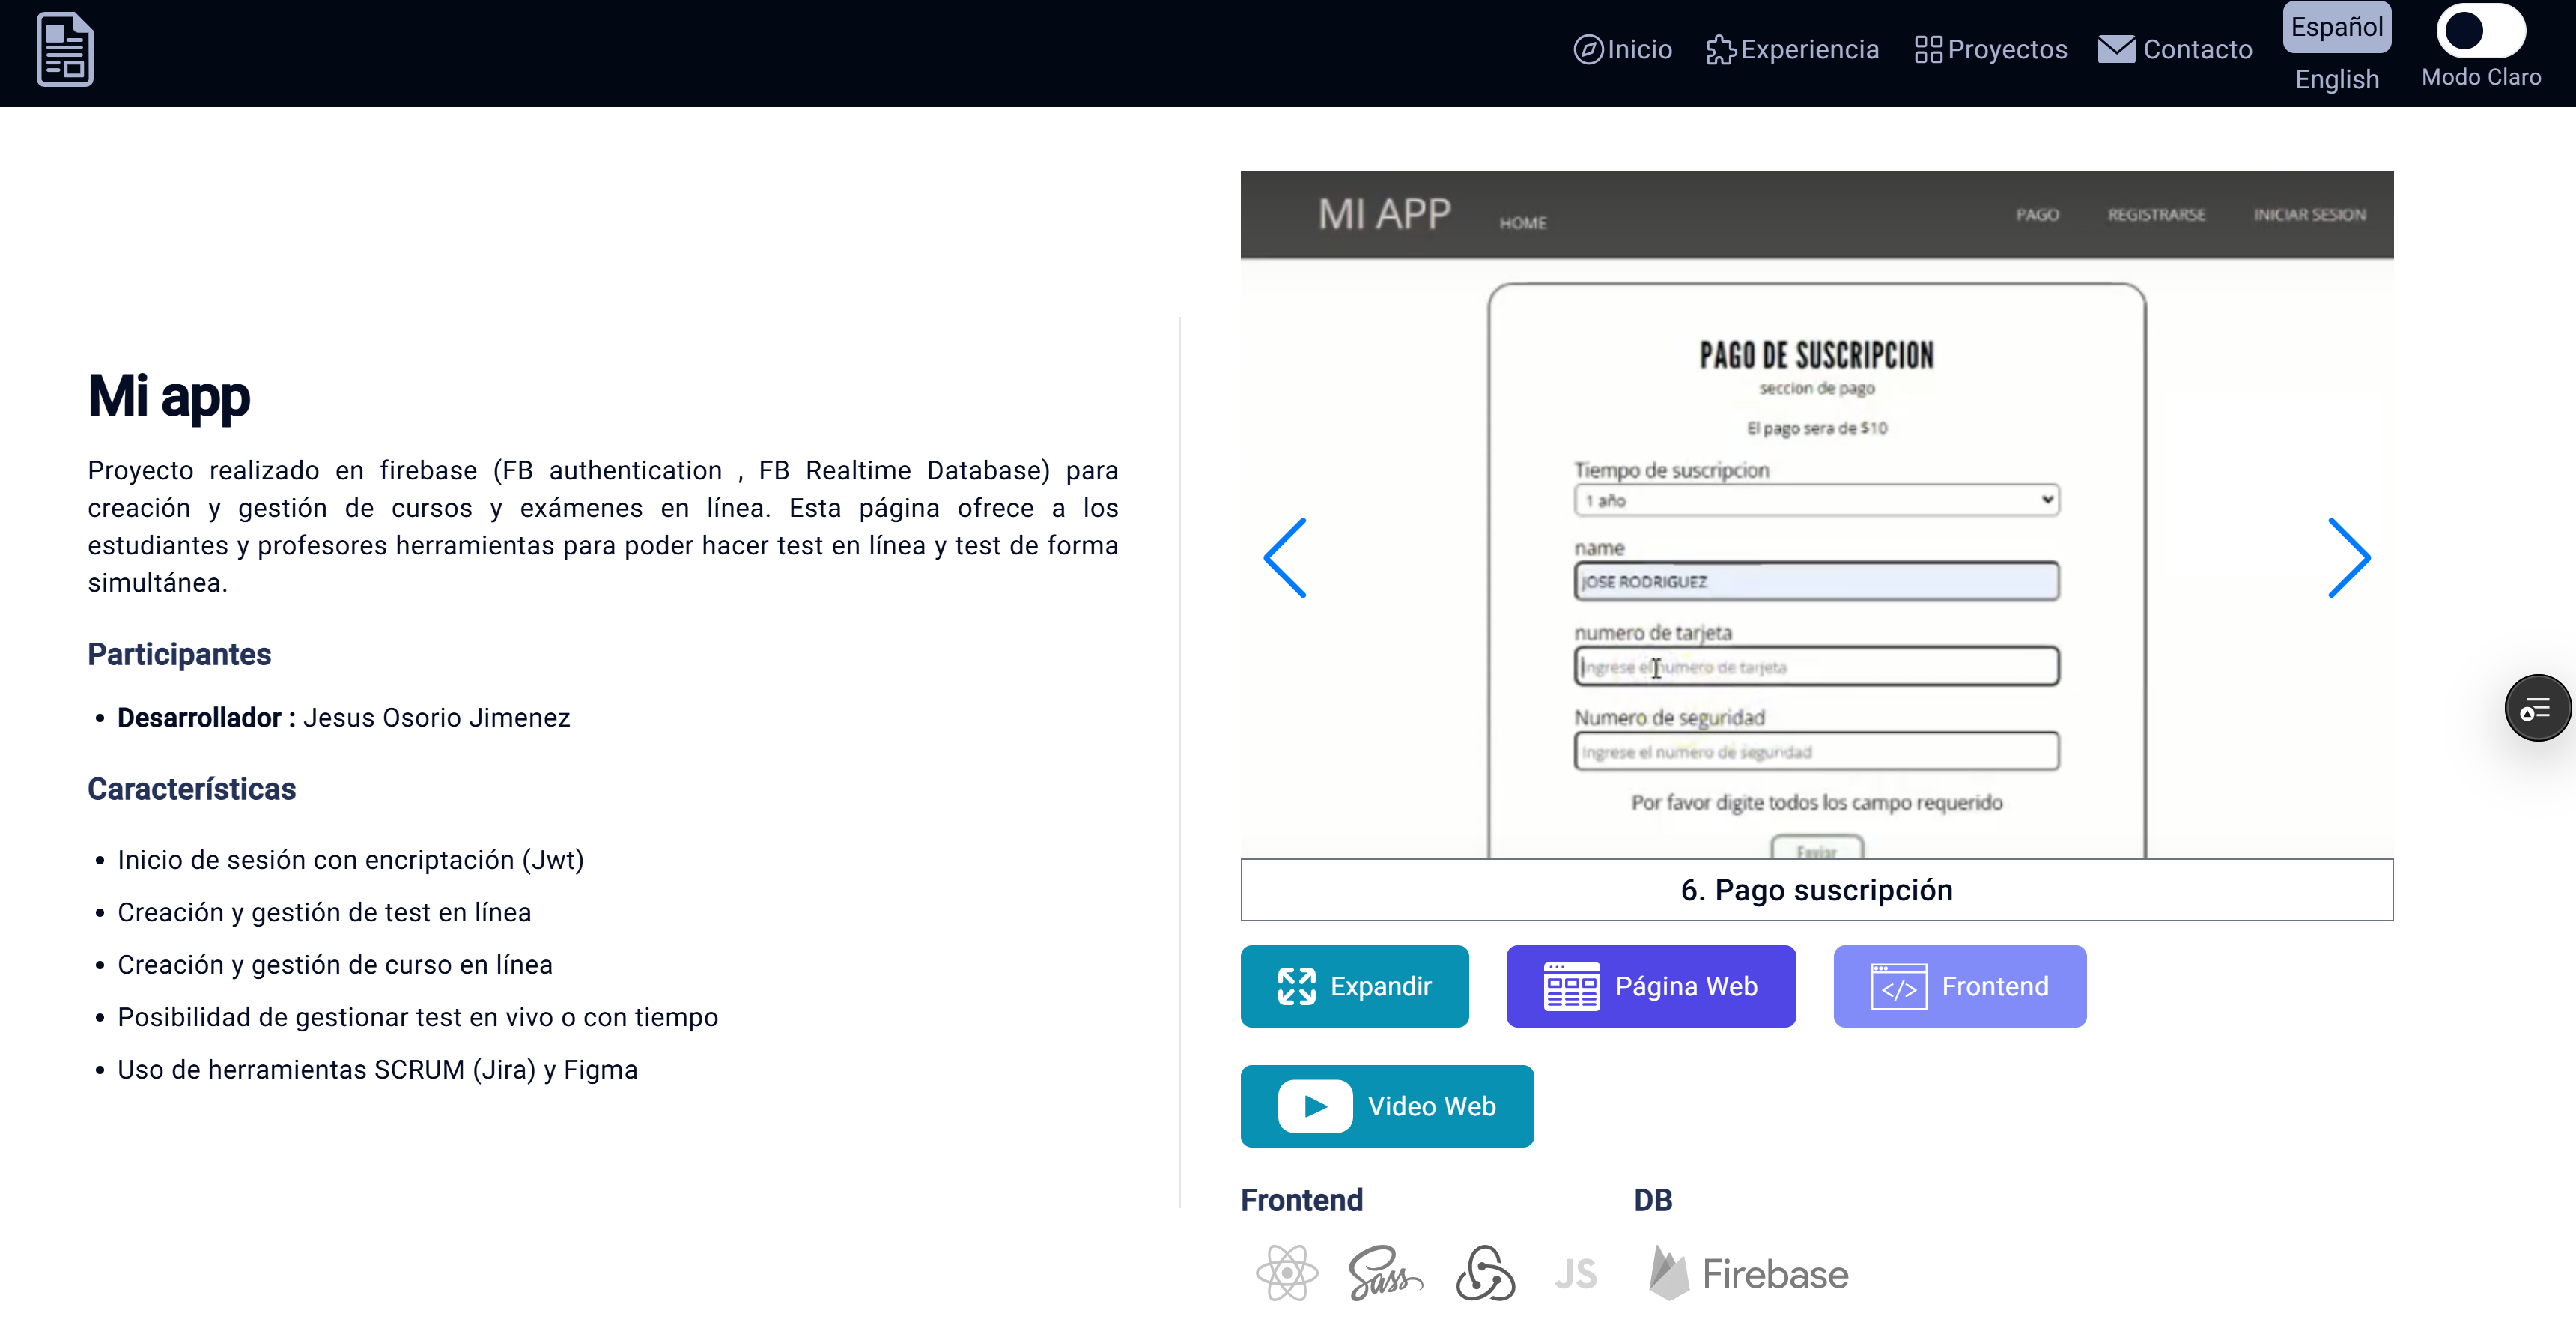 Inicio
Experiencia
Proyectos
Contacto
Español
English
Modo Claro
Mi app
Proyecto realizado en firebase (FB authentication , FB Realtime Database) para
creación y gestión de cursos y exámenes en línea. Esta página ofrece a los
estudiantes y profesores herramientas para poder hacer test en línea y test de forma
simultánea.
Participantes
Desarrollador : Jesus Osorio Jimenez
Características
Inicio de sesión con encriptación (Jwt)
Creación y gestión de test en línea
Creación y gestión de curso en línea
Posibilidad de gestionar test en vivo o con tiempo
Uso de herramientas SCRUM (Jira) y Figma
MI APP
HOME
PAGO
REGISTRARSE
INICIAR SESION
PAGO DE SUSCRIPCION
seccion de pago
El pago sera de $10
Tiempo de suscripcion
1 año
name
JOSE RODRIGUEZ
numero de tarjeta
Ingrese el numero de tarjeta
Numero de seguridad
Ingrese el numero de seguridad
Por favor digite todos los campo requerido
Enviar
6. Pago suscripción
Expandir
Página Web
Frontend
Video Web
Frontend
DB
Sass
JS
Firebase